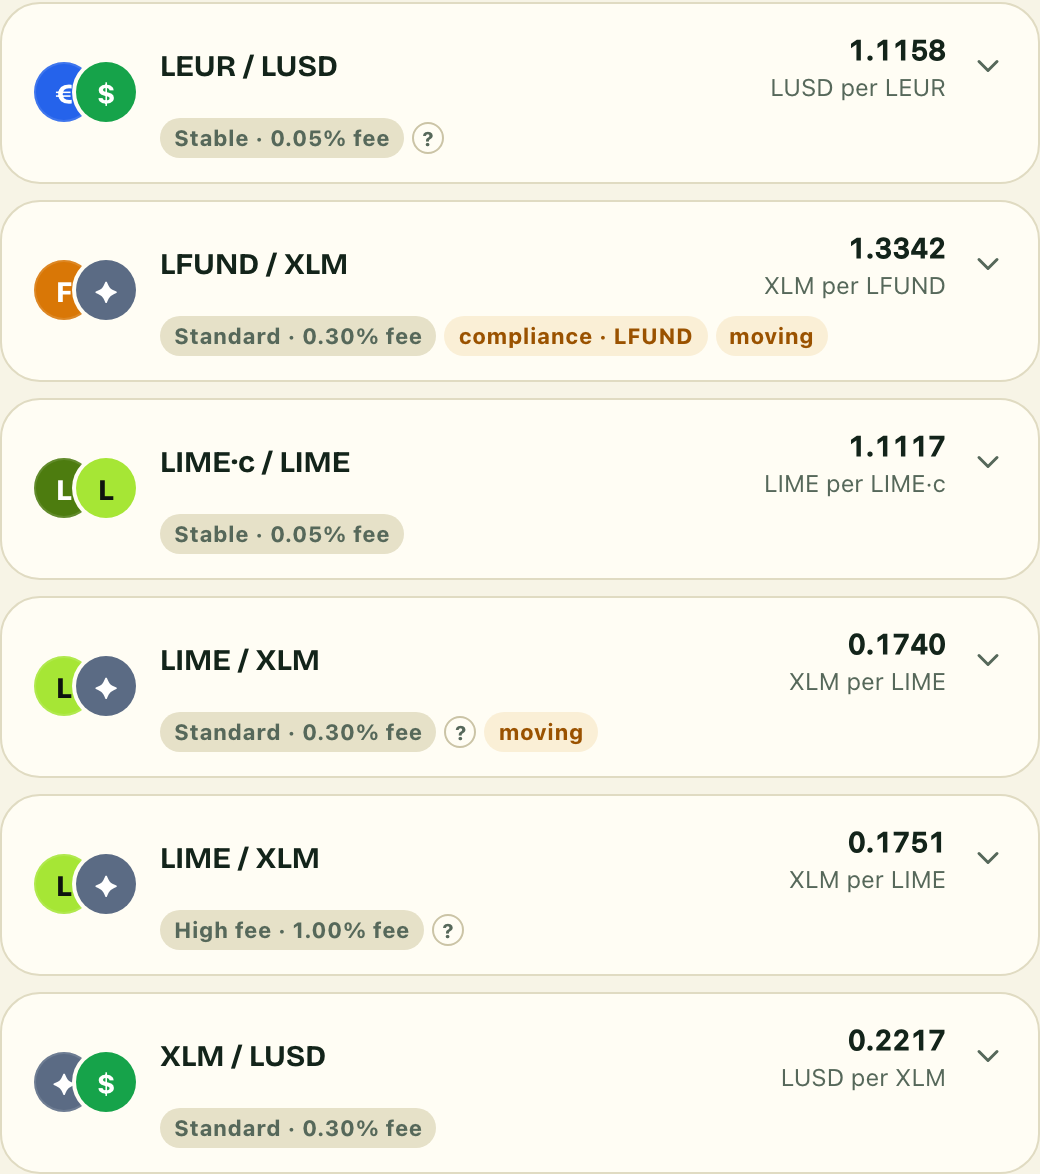 € $ LEUR / LUSD 1.1158
LUSD per LEUR
Stable · 0.05% fee ?
F LFUND / XLM 1.3342
XLM per LFUND
Standard · 0.30% fee compliance · LFUND moving
L L LIME·c / LIME 1.1117
LIME per LIME·c
Stable · 0.05% fee
L LIME / XLM 0.1740
XLM per LIME
Standard · 0.30% fee ? moving
L LIME / XLM 0.1751
XLM per LIME
High fee · 1.00% fee ?
$ XLM / LUSD 0.2217
LUSD per XLM
Standard · 0.30% fee